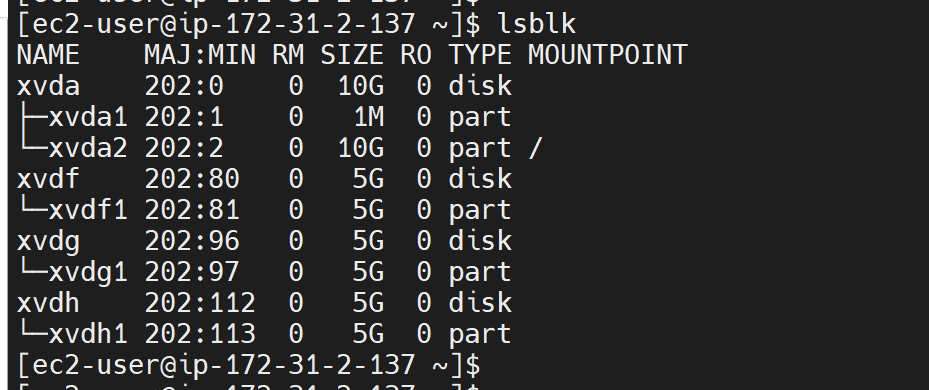 [ec2-user@ip-172-31-2-137 ~]$ lsblk
NAME    MAJ:MIN RM SIZE RO TYPE MOUNTPOINT
xvda    202:0    0  10G  0 disk
├─xvda1 202:1    0   1M  0 part
└─xvda2 202:2    0  10G  0 part /
xvdf    202:80   0   5G  0 disk
└─xvdf1 202:81   0   5G  0 part
xvdg    202:96   0   5G  0 disk
└─xvdg1 202:97   0   5G  0 part
xvdh    202:112  0   5G  0 disk
└─xvdh1 202:113  0   5G  0 part
[ec2-user@ip-172-31-2-137 ~]$